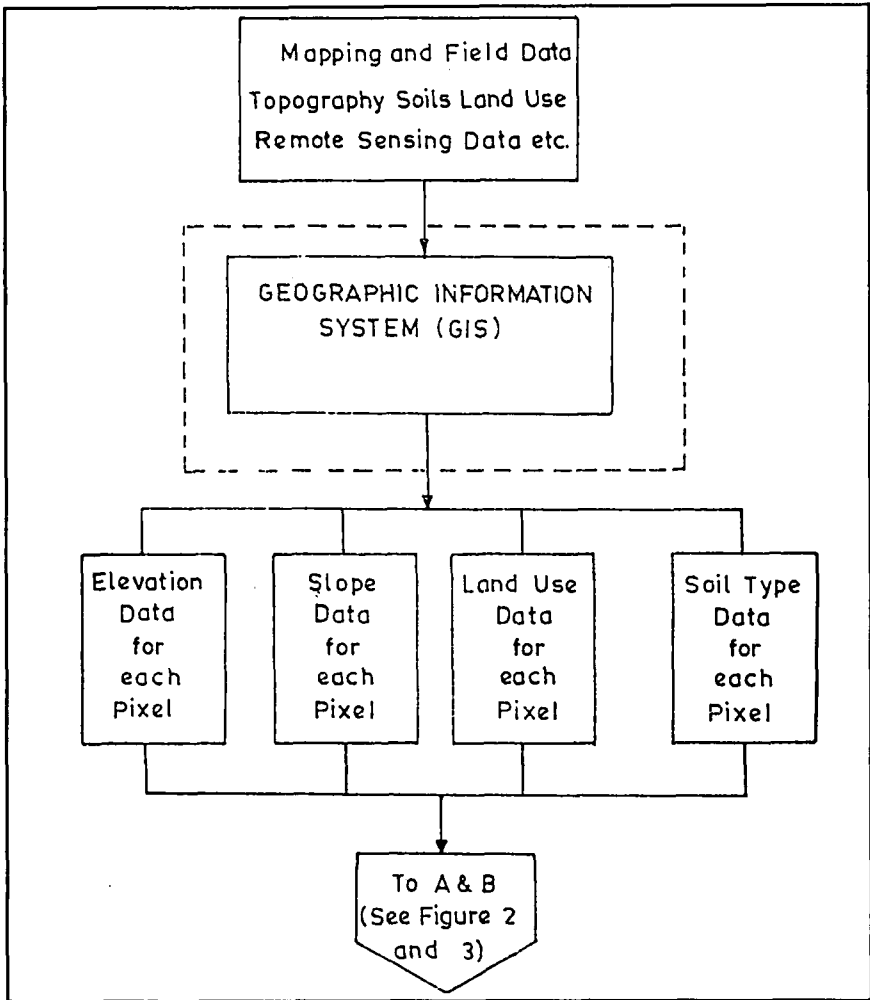 Mapping and Field Data
Topography Soils Land Use
Remote Sensing Data etc.
GEOGRAPHIC INFORMATION
SYSTEM (GIS)
Elevation
Data
for
each
Pixel
Slope
Data
for
each
Pixel
Land Use
Data
for
each
Pixel
Soil Type
Data
for
each
Pixel
To A & B
(See Figure 2
and 3)